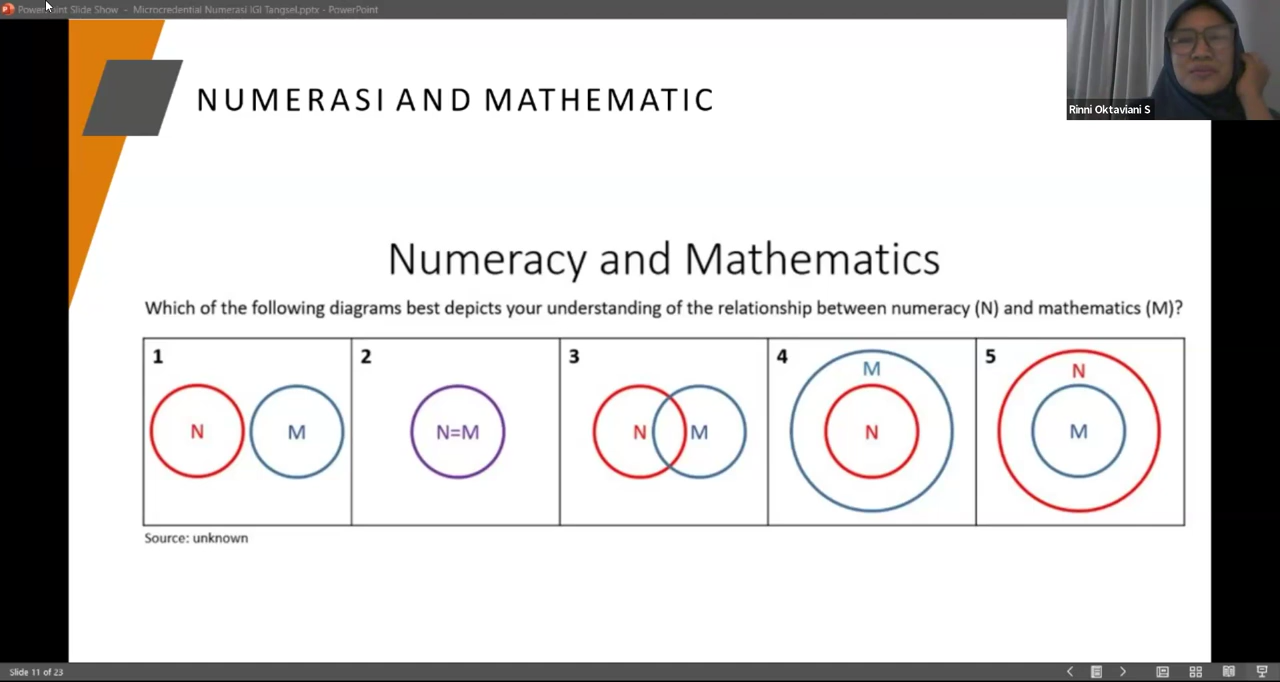 PowerPoint Slide Show - Microcredential Numerasi IGI Tangsel.pptx - PowerPoint
Rinni Oktaviani S
NUMERASI AND MATHEMATIC
Numeracy and Mathematics
Which of the following diagrams best depicts your understanding of the relationship between numeracy (N) and mathematics (M)?
1
N
M
2
N=M
3
N
M
4
M
N
5
N
M
Source: unknown
Slide 11 of 23